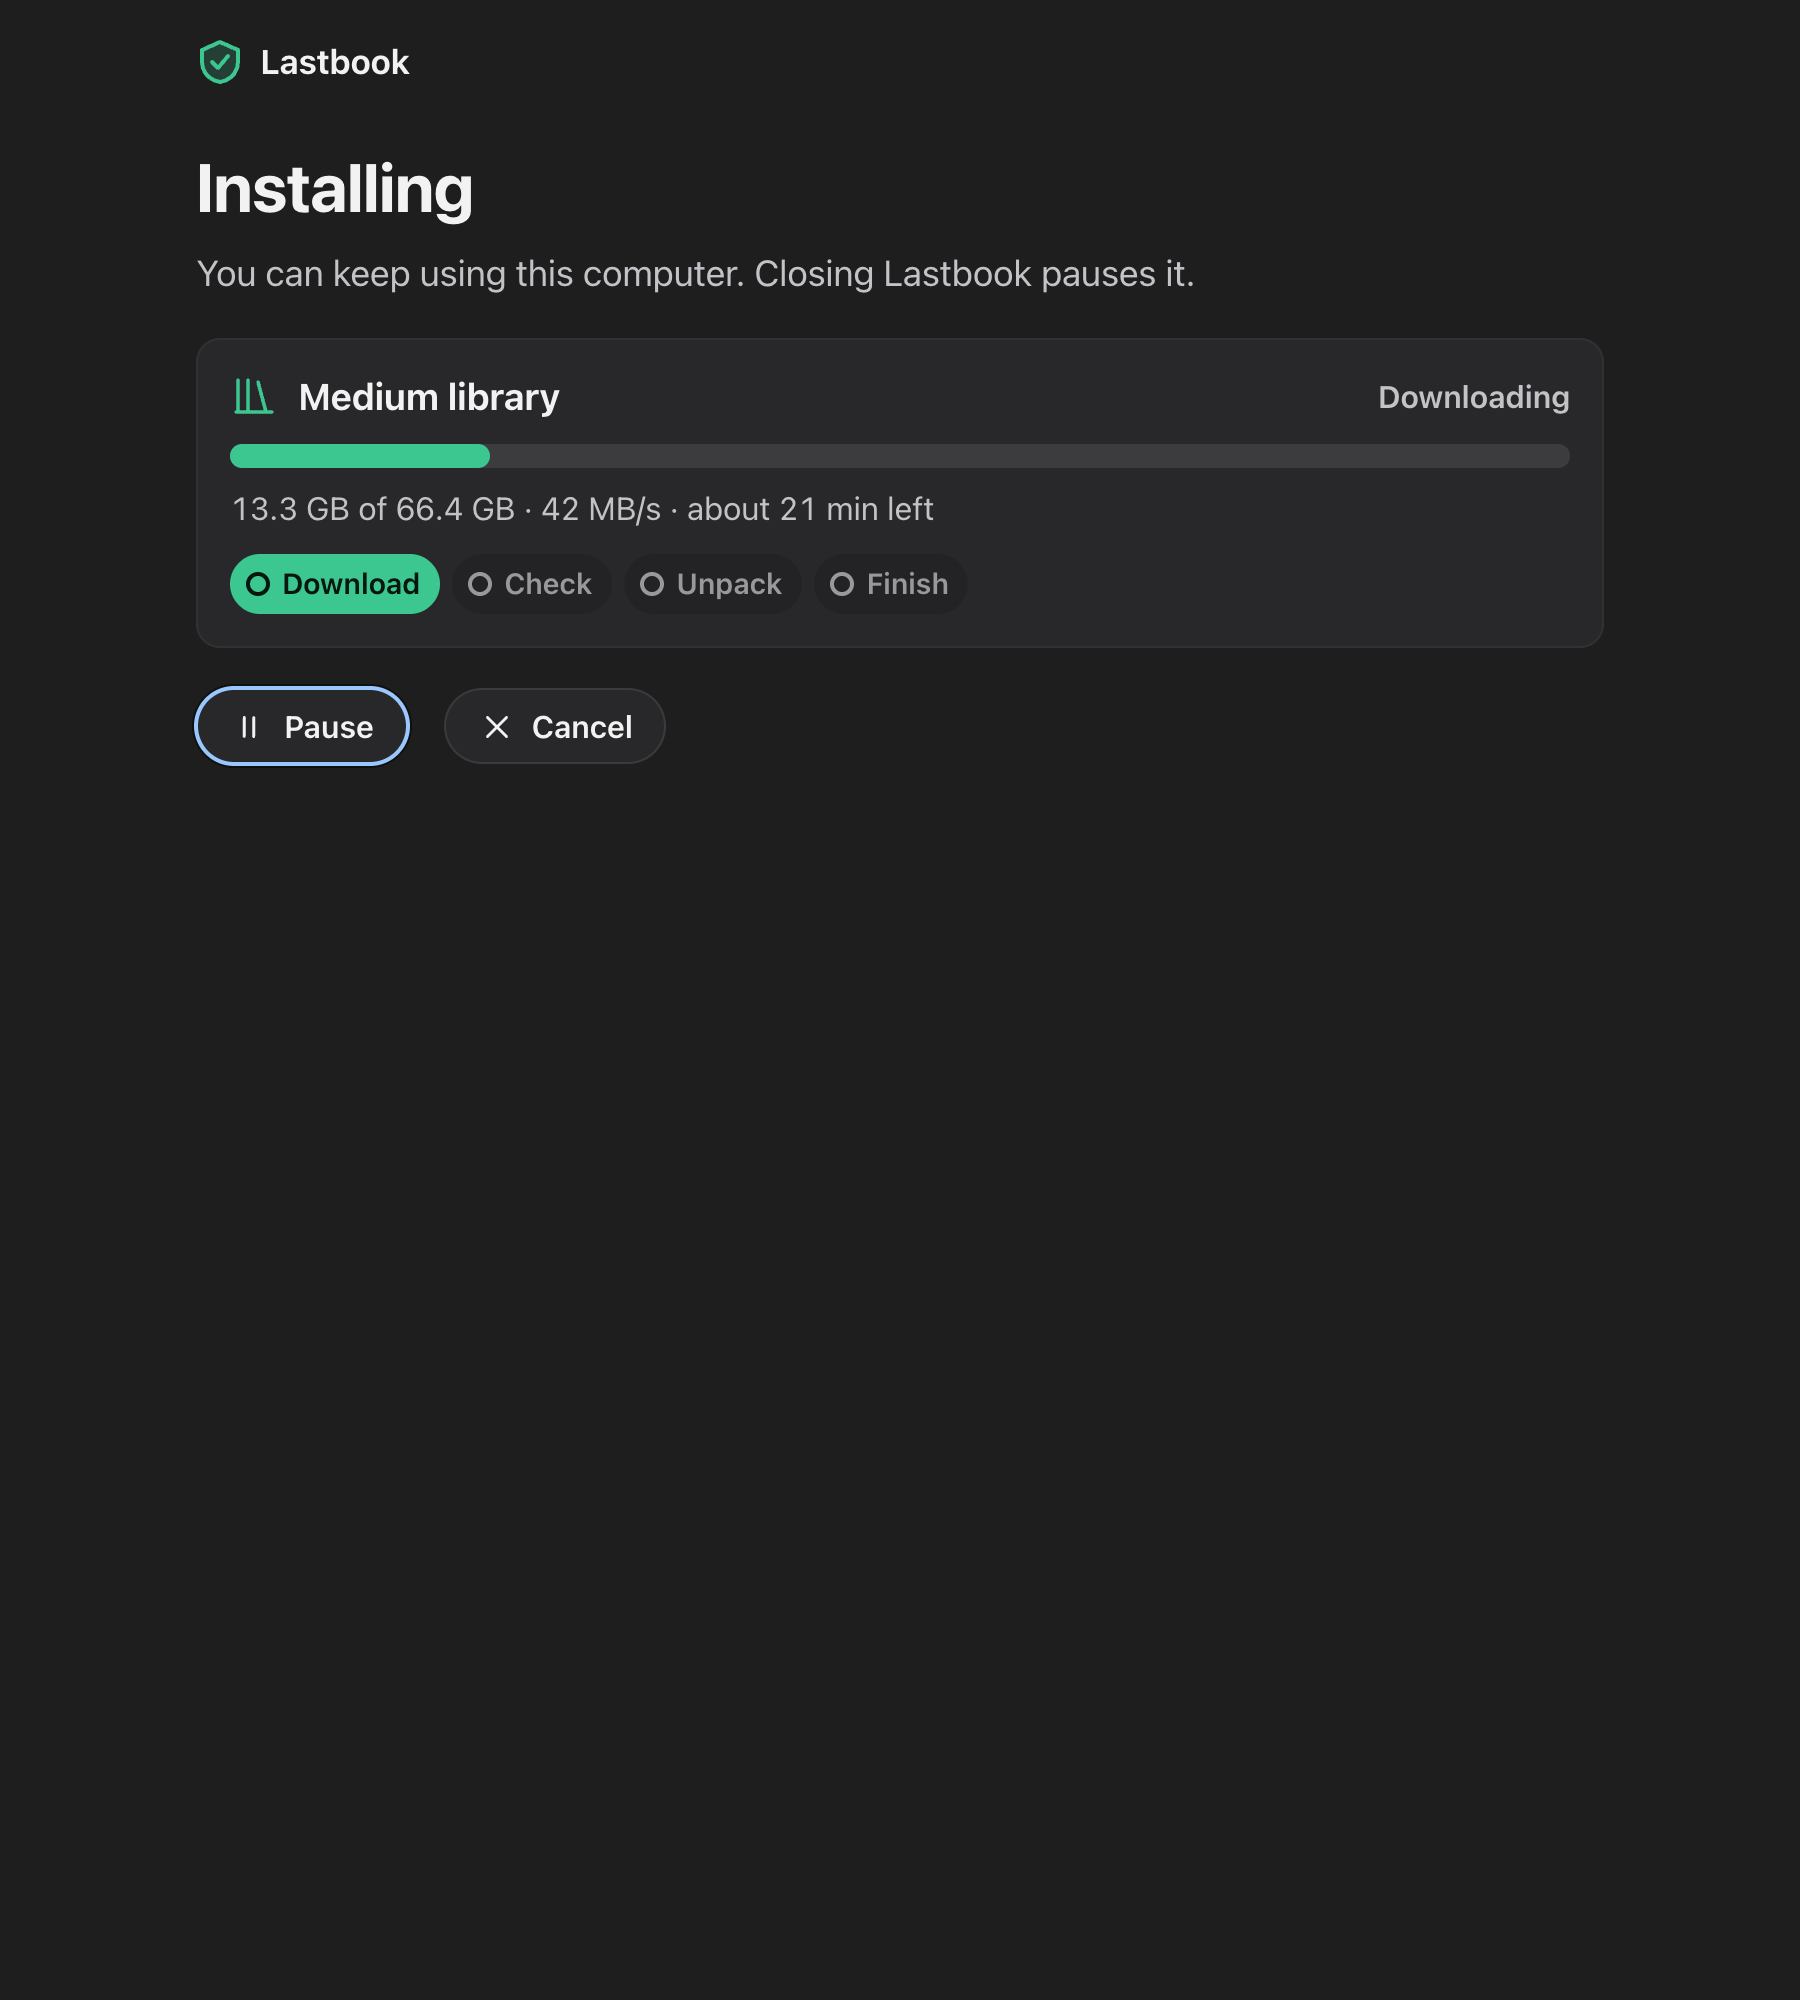 Lastbook
Installing
You can keep using this computer. Closing Lastbook pauses it.
Medium library
Downloading
13.3 GB of 66.4 GB · 42 MB/s · about 21 min left
Download
Check
Unpack
Finish
Pause
Cancel